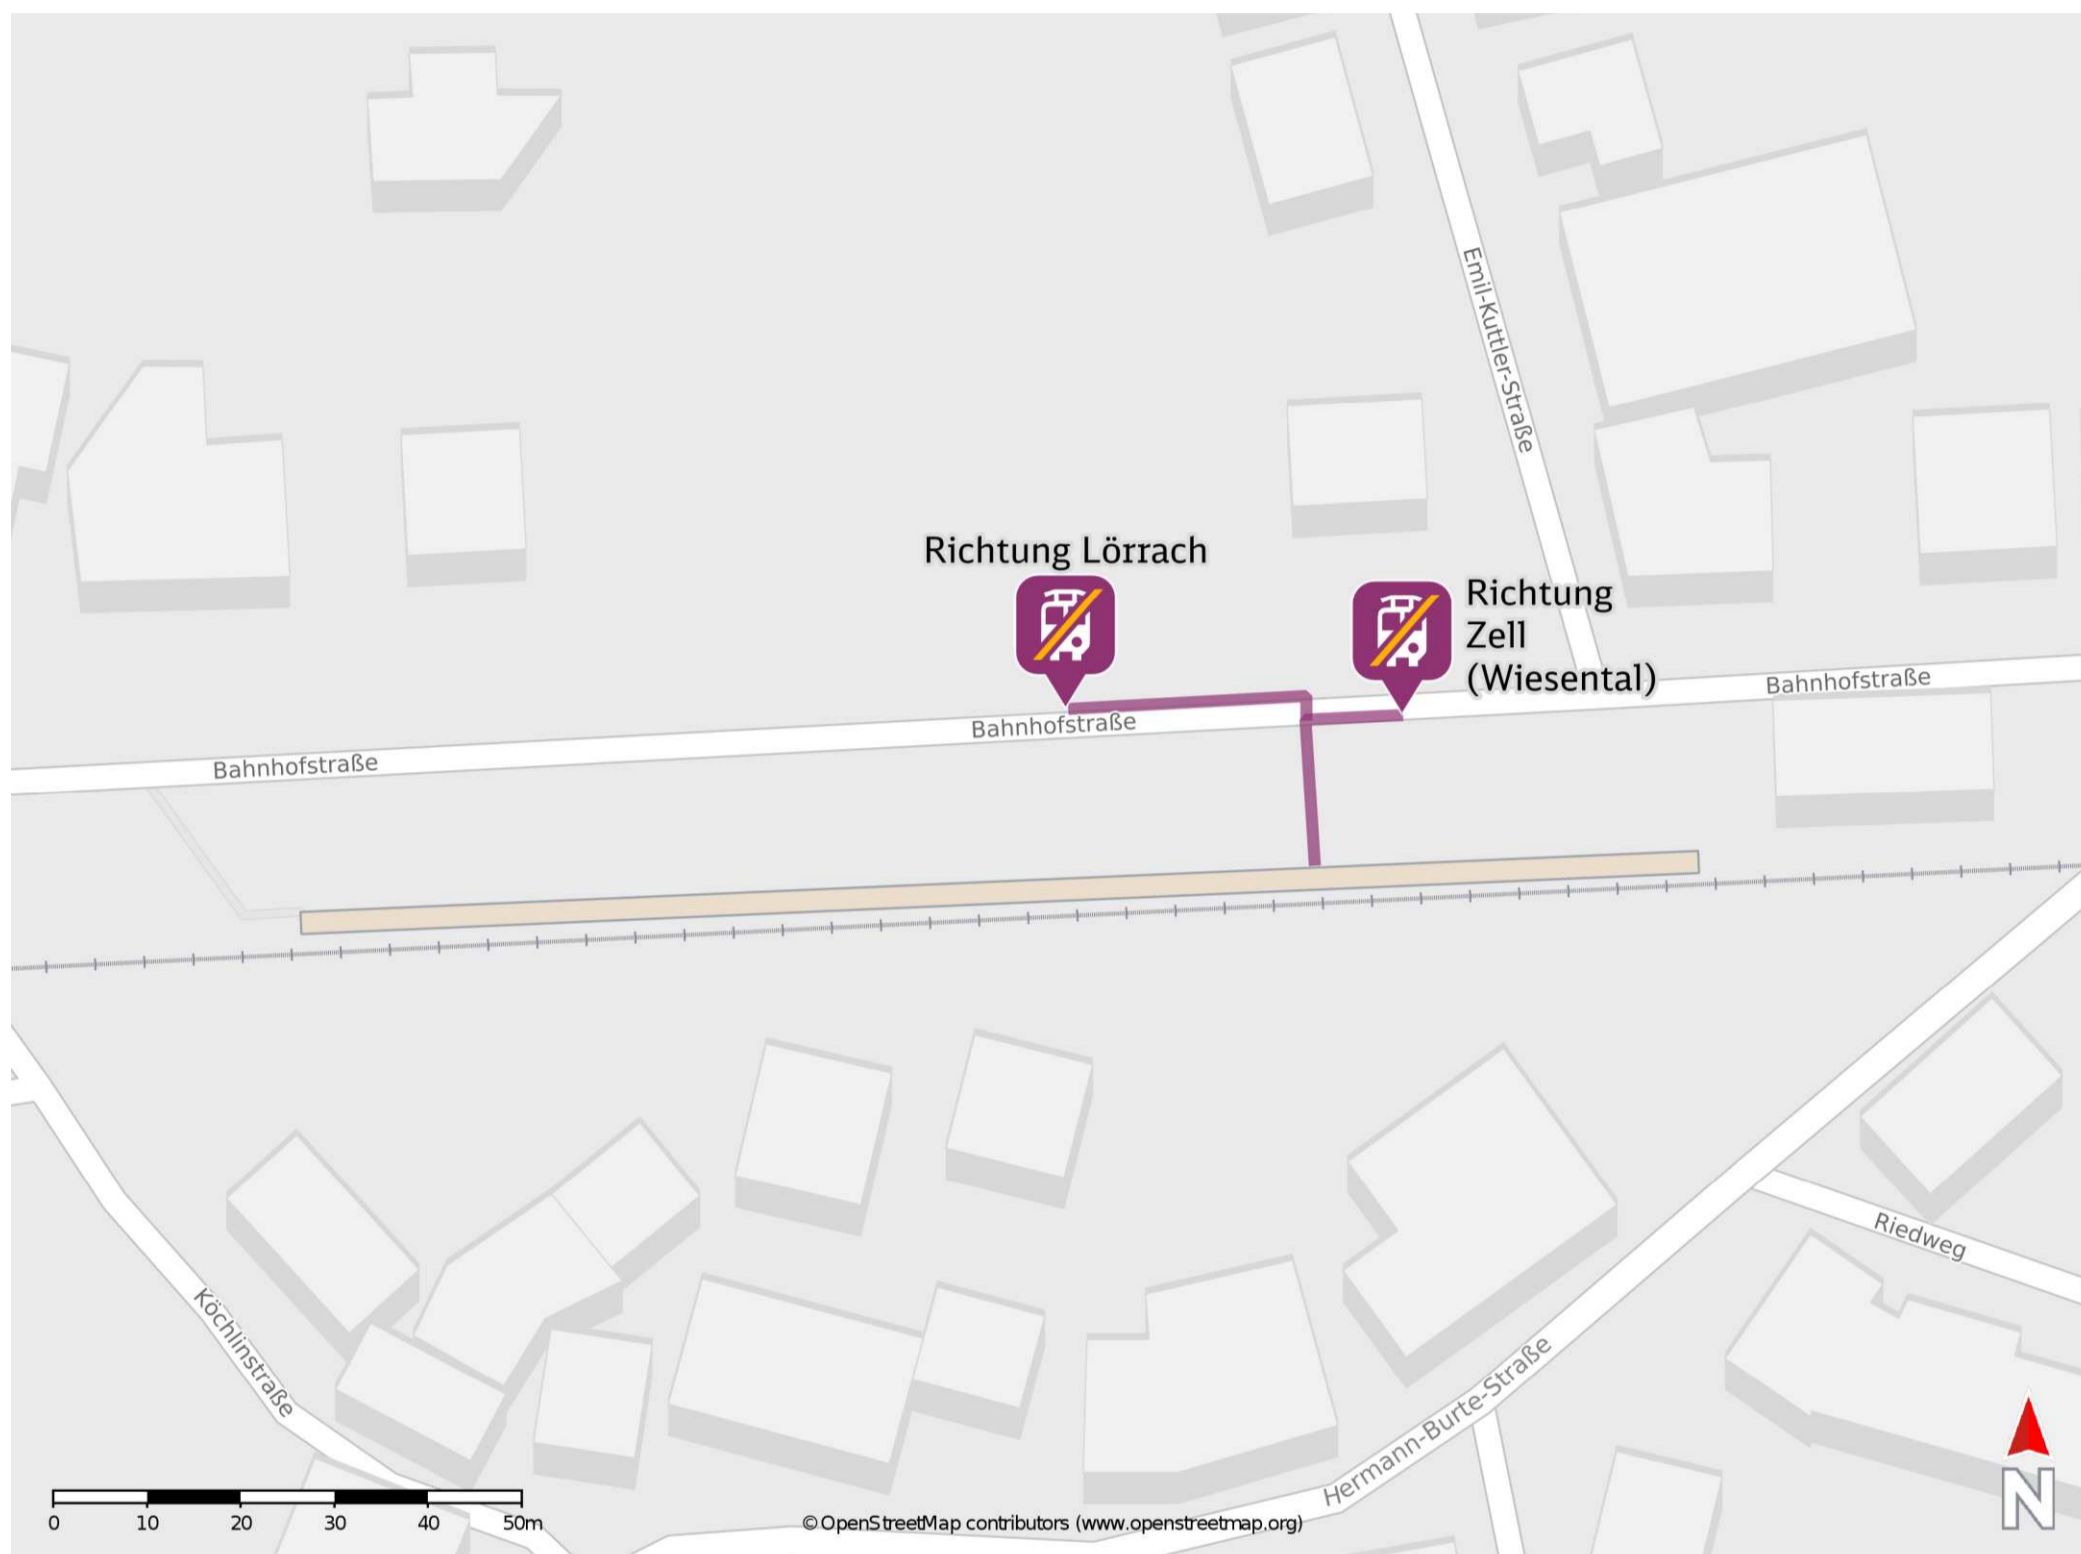 Emil-Kuttler-Straße
Richtung Lörrach
Richtung
Zell
(Wiesental)
Bahnhofstraße
Bahnhofstraße
Bahnhofstraße
Riedweg
Köchlinstraße
Hermann-Burte-Straße
0 10 20 30 40 50m
© OpenStreetMap contributors (www.openstreetmap.org)
N